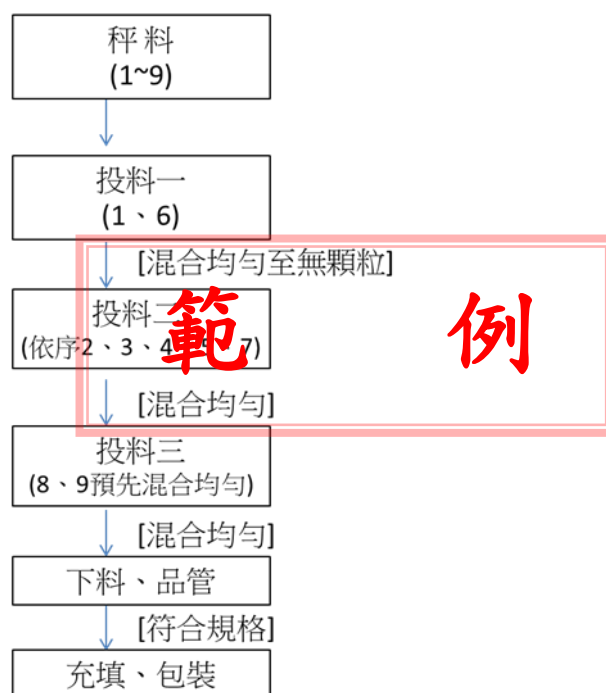 秤料
(1~9)
投料一
(1、6)
[混合均勻至無顆粒]
投料二
(依序2、3、4、5、7)
範 例
[混合均勻]
投料三
(8、9預先混合均勻)
[混合均勻]
下料、品管
[符合規格]
充填、包裝